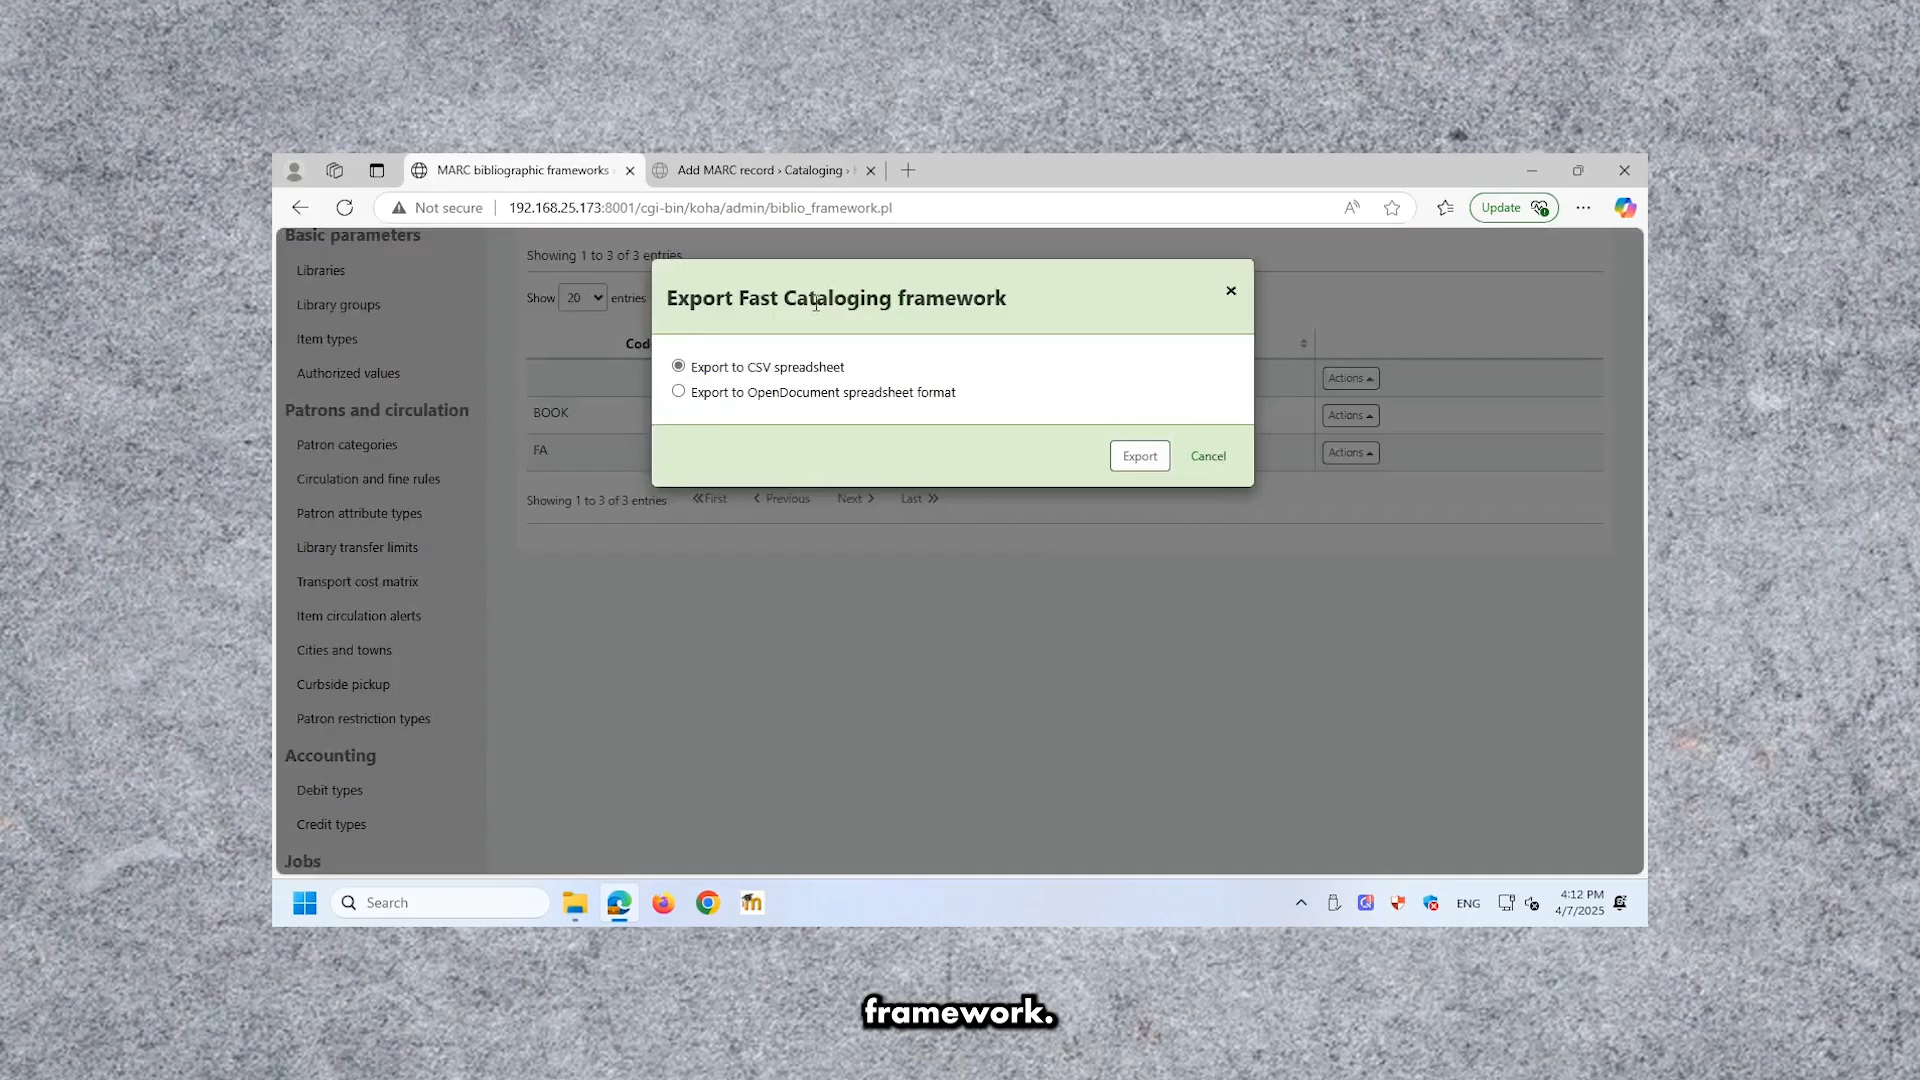 MARC bibliographic frameworks
Add MARC record › Cataloging ›
Not secure
192.168.25.173:8001/cgi-bin/koha/admin/biblio_framework.pl
Update
Basic parameters
Libraries
Library groups
Item types
Authorized values
Patrons and circulation
Patron categories
Circulation and fine rules
Patron attribute types
Library transfer limits
Transport cost matrix
Item circulation alerts
Cities and towns
Curbside pickup
Patron restriction types
Accounting
Debit types
Credit types
Jobs
Showing 1 to 3 of 3 entries
Show 20 entries
Cod
Actions
BOOK Actions
FA Actions
Showing 1 to 3 of 3 entries First Previous Next Last
Export Fast Cataloging framework
Export to CSV spreadsheet
Export to OpenDocument spreadsheet format
Export Cancel
Search
ENG
4:12 PM
4/7/2025
framework.